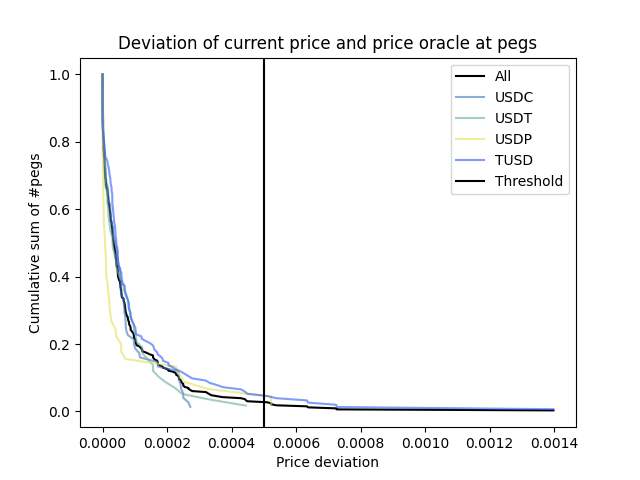 Deviation of current price and price oracle at pegs
1.0
0.8
0.6
0.4
0.2
0.0
Cumulative sum of #pegs
All
USDC
USDT
USDP
TUSD
Threshold
0.0000 0.0002 0.0004 0.0006 0.0008 0.0010 0.0012 0.0014
Price deviation